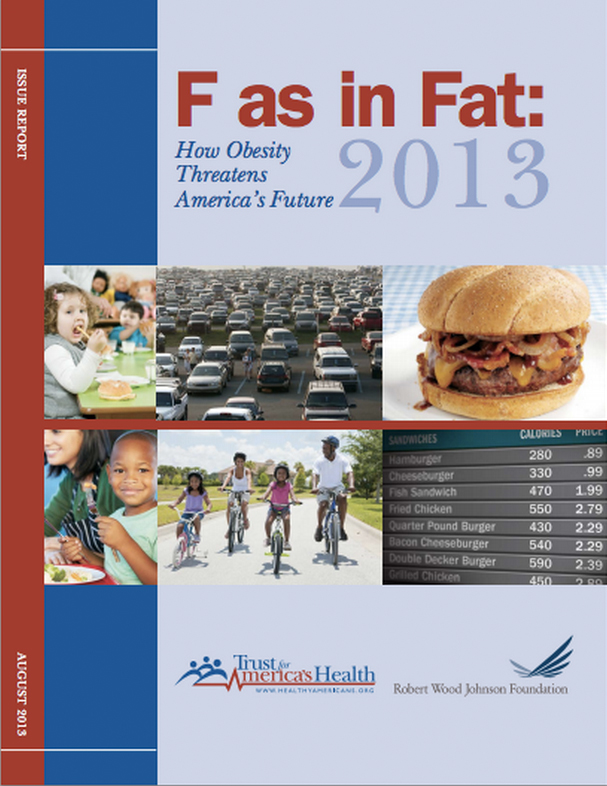 ISSUE REPORT
F as in Fat:
How Obesity
Threatens
America's Future
2013
SANDWICHES CALORIES PRICE
Hamburger 280 .89
Cheeseburger 330 .99
Fish Sandwich 470 1.99
Fried Chicken 550 2.79
Quarter Pound Burger 430 2.29
Bacon Cheeseburger 540 2.29
Double Decker Burger 590 2.39
Grilled Chicken 450 2.89
AUGUST 2013
Trust for
America's Health
WWW.HEALTHYAMERICANS.ORG
Robert Wood Johnson Foundation